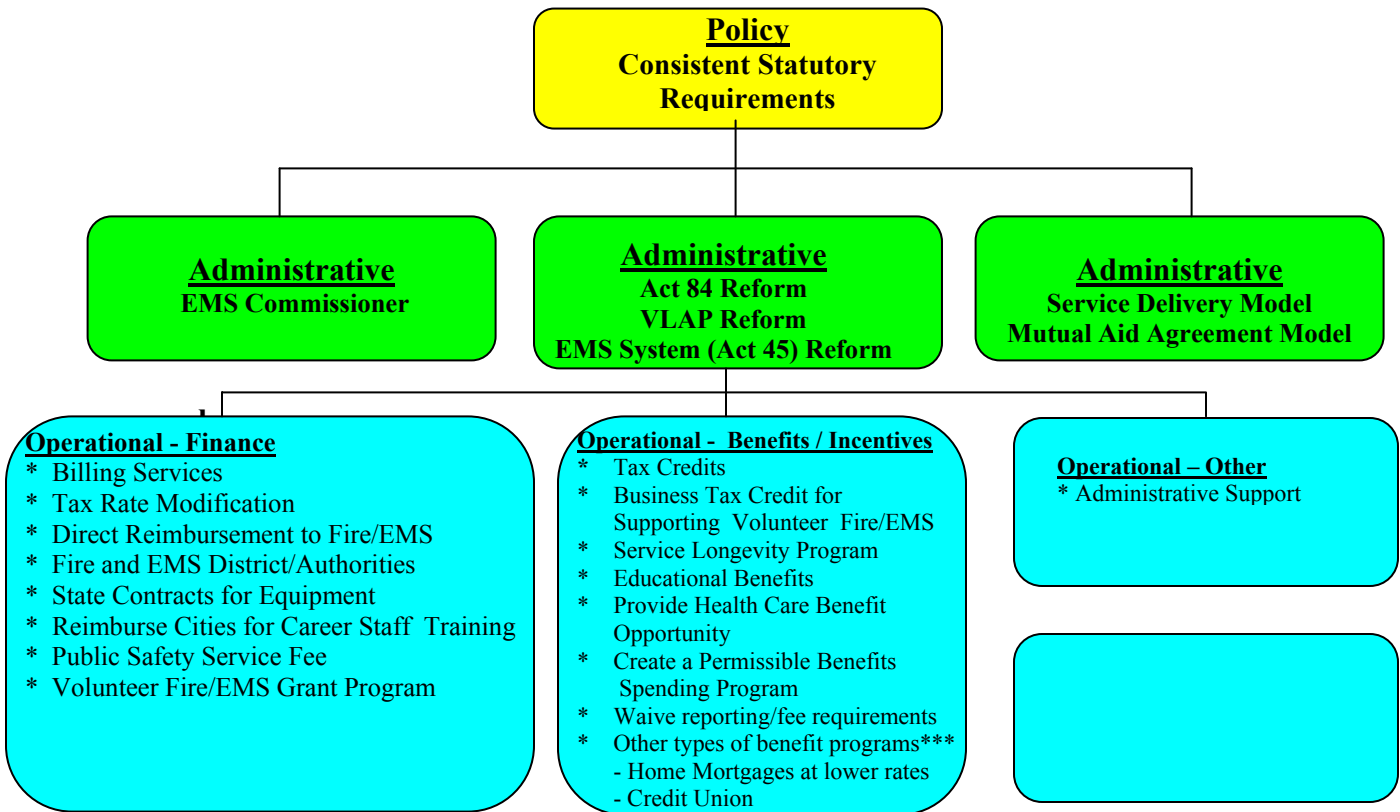 Policy
Consistent Statutory
Requirements
Administrative
EMS Commissioner
Administrative
Act 84 Reform
VLAP Reform
EMS System (Act 45) Reform
Administrative
Service Delivery Model
Mutual Aid Agreement Model
Operational - Finance
* Billing Services
* Tax Rate Modification
* Direct Reimbursement to Fire/EMS
* Fire and EMS District/Authorities
* State Contracts for Equipment
* Reimburse Cities for Career Staff Training
* Public Safety Service Fee
* Volunteer Fire/EMS Grant Program
Operational - Benefits / Incentives
* Tax Credits
* Business Tax Credit for
Supporting Volunteer Fire/EMS
* Service Longevity Program
* Educational Benefits
* Provide Health Care Benefit
Opportunity
* Create a Permissible Benefits
Spending Program
* Waive reporting/fee requirements
* Other types of benefit programs***
- Home Mortgages at lower rates
- Credit Union
Operational – Other
* Administrative Support